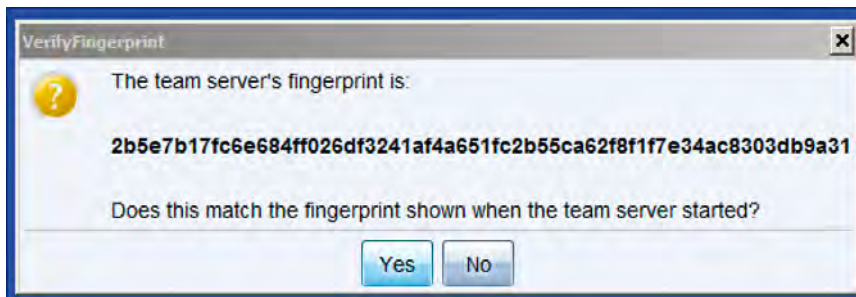 VerifyFingerprint
The team server's fingerprint is:
2b5e7b17fc6e684ff026df3241af4a651fc2b55ca62f8f1f7e34ac8303db9a31
Does this match the fingerprint shown when the team server started?
Yes No